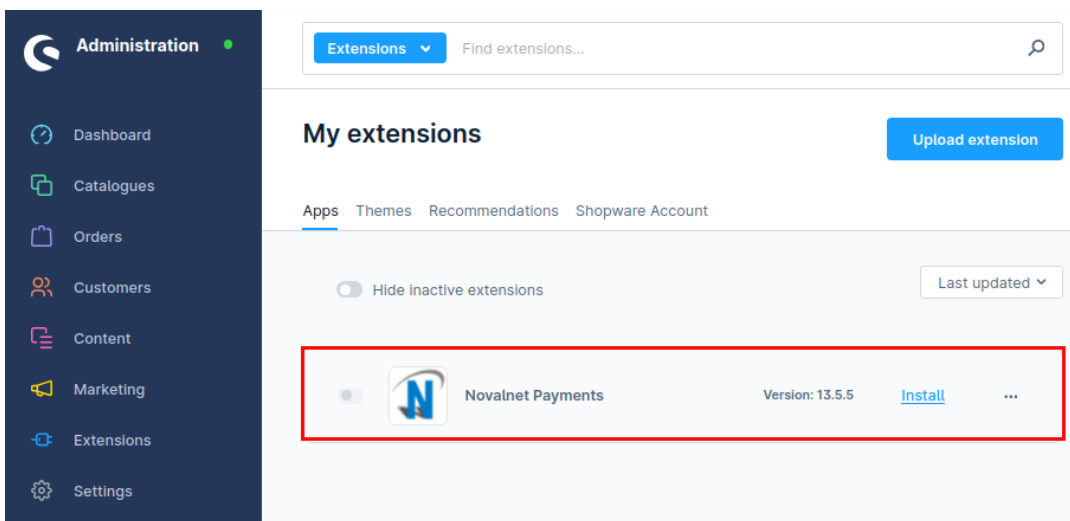 Administration
Extensions
Find extensions...
Dashboard
Catalogues
Orders
Customers
Content
Marketing
Extensions
Settings
My extensions
Upload extension
Apps Themes Recommendations Shopware Account
Hide inactive extensions
Last updated
N
Novalnet Payments
Version: 13.5.5
Install
...